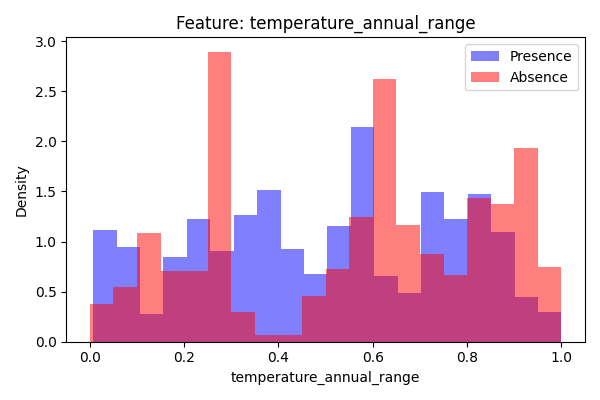 Feature: temperature_annual_range
Presence
Absence
Density
3.0
2.5
2.0
1.5
1.0
0.5
0.0
0.0 0.2 0.4 0.6 0.8 1.0
temperature_annual_range